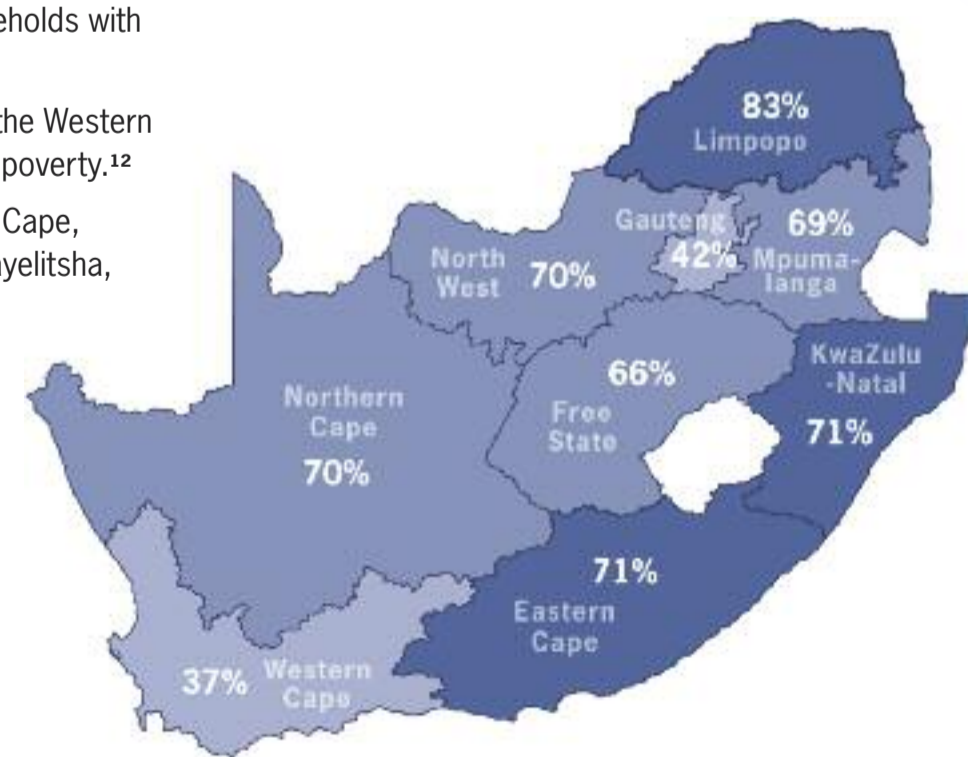 eholds with
the Western
poverty.¹²
Cape,
ayelitsha,
83%
Limpopo
Gauteng
42%
69%
Mpuma-
langa
North
West
70%
KwaZulu
-Natal
71%
66%
Free
State
Northern
Cape
70%
71%
Eastern
Cape
37%
Western
Cape